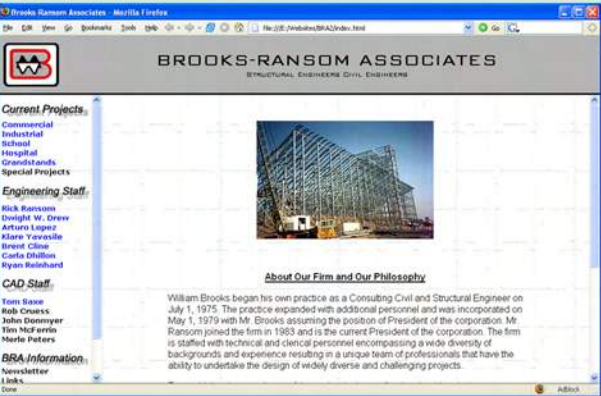 Brooks Ransom Associates - Mozilla Firefox
File Edit View Go Bookmarks Tools Help
file:///E:/Websites/BRA2/index.html
Go
BROOKS-RANSOM ASSOCIATES
STRUCTURAL ENGINEERS CIVIL ENGINEERS
Current Projects
Commercial
Industrial
School
Hospital
Grandstands
Special Projects
Engineering Staff
Rick Ransom
Dwight W. Drew
Arturo Lopez
Klare Yavasile
Brent Cline
Carla Dhillon
Ryan Reinhard
CAD Staff
Tom Saxe
Rob Cruess
John Donmyer
Tim McFerrin
Merle Peters
BRA Information
Newsletter
Links
About Our Firm and Our Philosophy
William Brooks began his own practice as a Consulting Civil and Structural Engineer on
July 1, 1975. The practice expanded with additional personnel and was incorporated on
May 1, 1979 with Mr. Brooks assuming the position of President of the corporation. Mr.
Ransom joined the firm in 1983 and is the current President of the corporation. The firm
is staffed with technical and clerical personnel encompassing a wide diversity of
backgrounds and experience resulting in a unique team of professionals that have the
ability to undertake the design of widely diverse and challenging projects.
Done
Adblock